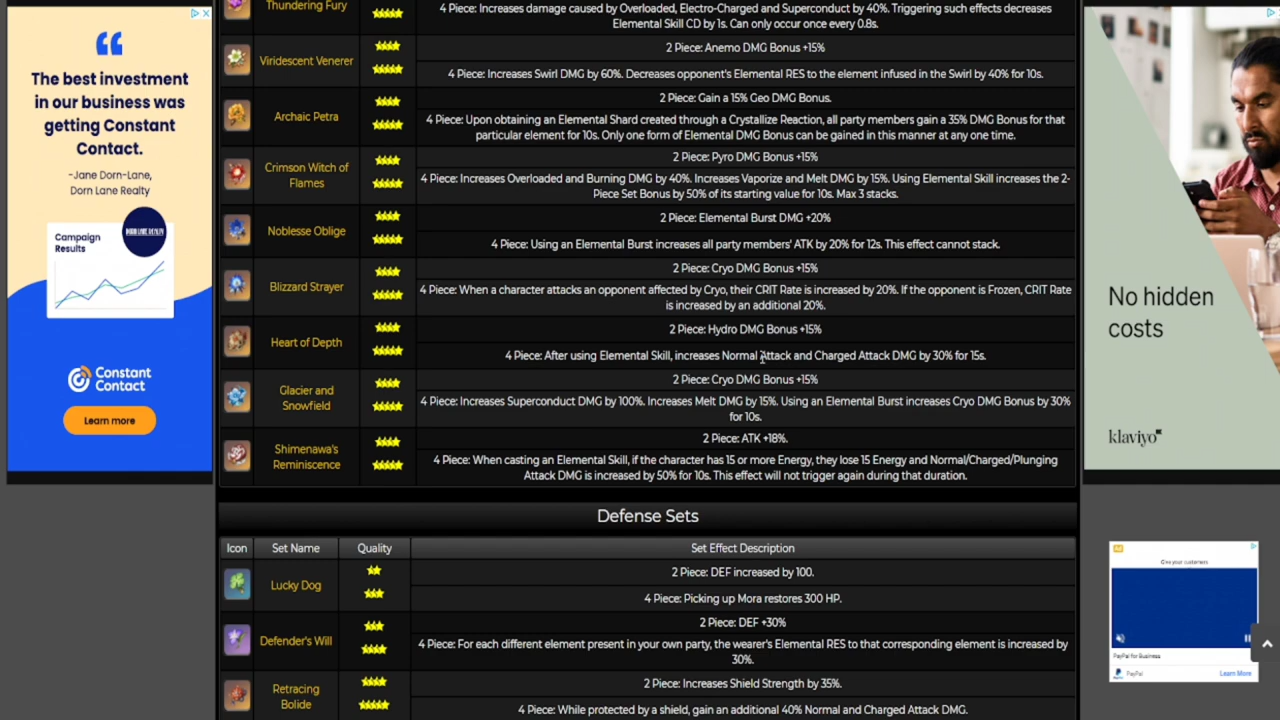 The best investment
in our business was
getting Constant
Contact.
-Jane Dorn-Lane,
Dorn Lane Realty
Campaign
Results
Constant
Contact
Learn more
Thundering Fury
4 Piece: Increases damage caused by Overloaded, Electro-Charged and Superconduct by 40%. Triggering such effects decreases
Elemental Skill CD by 1s. Can only occur once every 0.8s.
Viridescent Venerer
2 Piece: Anemo DMG Bonus +15%
4 Piece: Increases Swirl DMG by 60%. Decreases opponent's Elemental RES to the element infused in the Swirl by 40% for 10s.
Archaic Petra
2 Piece: Gain a 15% Geo DMG Bonus.
4 Piece: Upon obtaining an Elemental Shard created through a Crystallize Reaction, all party members gain a 35% DMG Bonus for that
particular element for 10s. Only one form of Elemental DMG Bonus can be gained in this manner at any one time.
Crimson Witch of
Flames
2 Piece: Pyro DMG Bonus +15%
4 Piece: Increases Overloaded and Burning DMG by 40%. Increases Vaporize and Melt DMG by 15%. Using Elemental Skill increases the 2-
Piece Set Bonus by 50% of its starting value for 10s. Max 3 stacks.
Noblesse Oblige
2 Piece: Elemental Burst DMG +20%
4 Piece: Using an Elemental Burst increases all party members' ATK by 20% for 12s. This effect cannot stack.
Blizzard Strayer
2 Piece: Cryo DMG Bonus +15%
4 Piece: When a character attacks an opponent affected by Cryo, their CRIT Rate is increased by 20%. If the opponent is Frozen, CRIT Rate
is increased by an additional 20%.
Heart of Depth
2 Piece: Hydro DMG Bonus +15%
4 Piece: After using Elemental Skill, increases Normal Attack and Charged Attack DMG by 30% for 15s.
Glacier and
Snowfield
2 Piece: Cryo DMG Bonus +15%
4 Piece: Increases Superconduct DMG by 100%. Increases Melt DMG by 15%. Using an Elemental Burst increases Cryo DMG Bonus by 30%
for 10s.
Shimenawa's
Reminiscence
2 Piece: ATK +18%.
4 Piece: When casting an Elemental Skill, if the character has 15 or more Energy, they lose 15 Energy and Normal/Charged/Plunging
Attack DMG is increased by 50% for 10s. This effect will not trigger again during that duration.
Defense Sets
Icon Set Name Quality Set Effect Description
Lucky Dog
2 Piece: DEF increased by 100.
4 Piece: Picking up Mora restores 300 HP.
Defender's Will
2 Piece: DEF +30%
4 Piece: For each different element present in your own party, the wearer's Elemental RES to that corresponding element is increased by
30%.
Retracing
Bolide
2 Piece: Increases Shield Strength by 35%.
4 Piece: While protected by a shield, gain an additional 40% Normal and Charged Attack DMG.
No hidden
costs
klaviyo
Ad
Give your customers
PayPal for Business
PayPal
Learn More